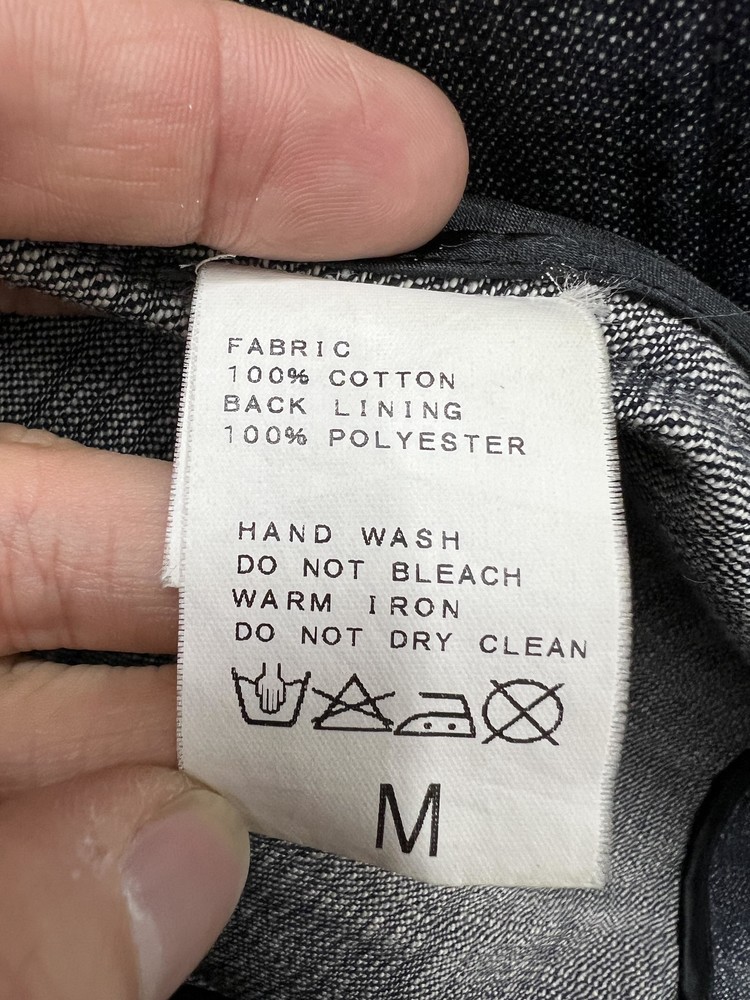 FABRIC
100% COTTON
BACK LINING
100% POLYESTER
HAND WASH
DO NOT BLEACH
WARM IRON
DO NOT DRY CLEAN
M